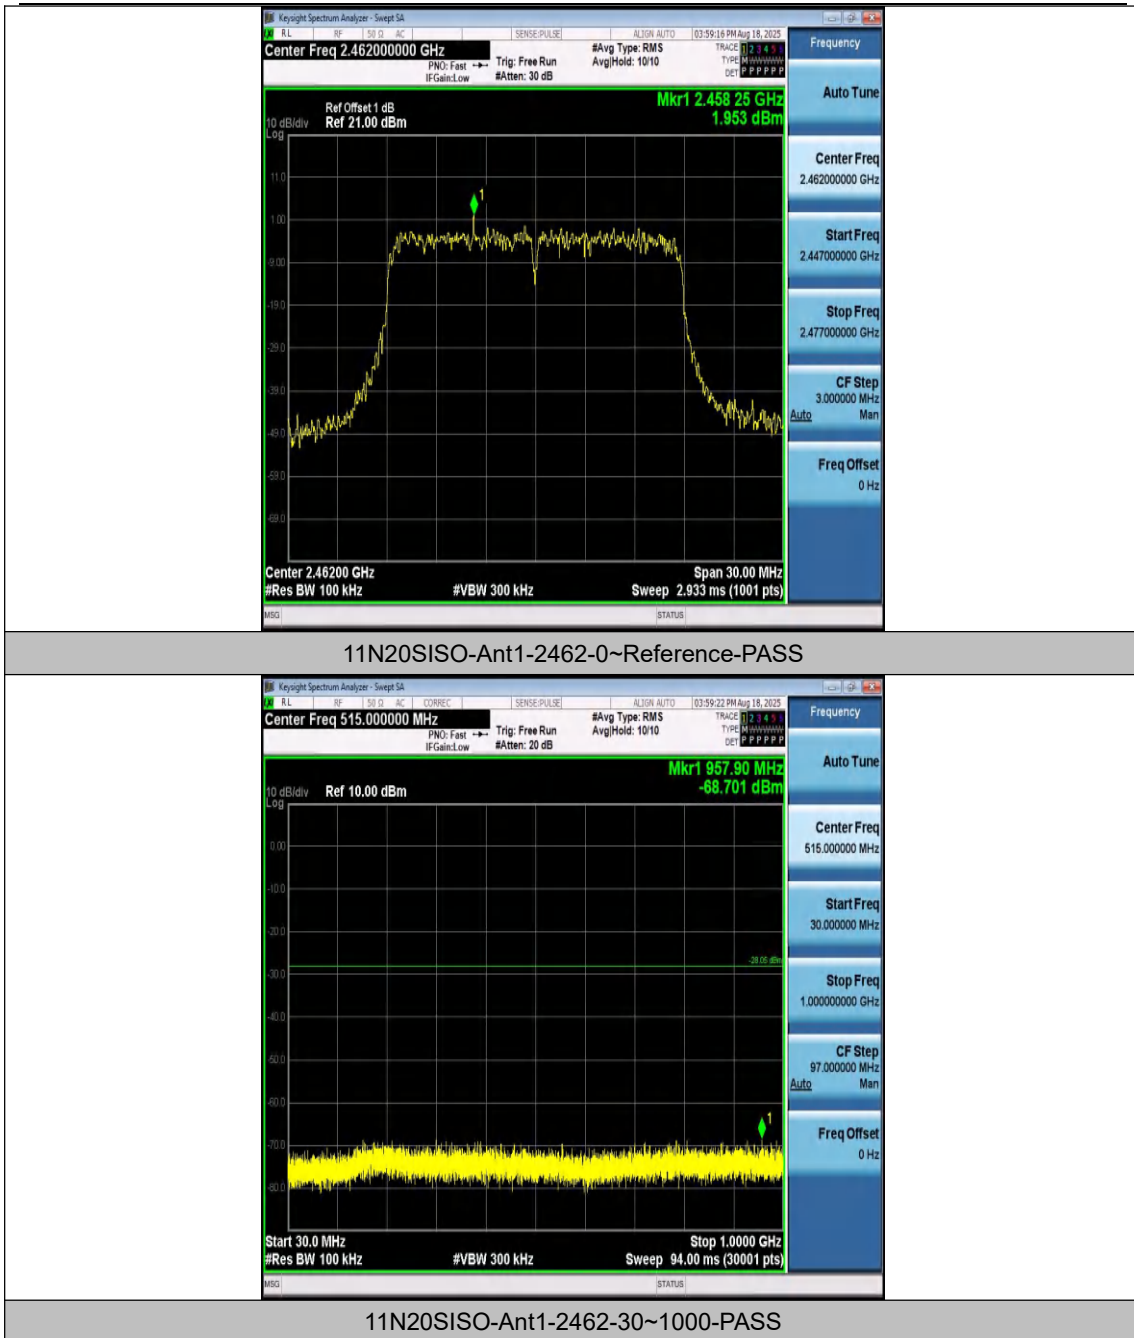 Keysight Spectrum Analyzer - Swept SA
RL RF 50 Ω AC SENSE:PULSE ALIGN AUTO 03:59:16 PM Aug 18, 2025
Center Freq 2.462000000 GHz
PNO: Fast
IFGain:Low
Trig: Free Run
#Atten: 30 dB
#Avg Type: RMS
Avg|Hold: 10/10
TRACE 1 2 3 4 5 6
TYPE M W W W W W
DET P P P P P P
Frequency
Mkr1 2.458 25 GHz
1.953 dBm
Ref Offset 1 dB
10 dB/div Ref 21.00 dBm
Log
11.0
1.00
-9.00
-19.0
-29.0
-39.0
-49.0
-59.0
-69.0
1
Center 2.46200 GHz Span 30.00 MHz
#Res BW 100 kHz #VBW 300 kHz Sweep 2.933 ms (1001 pts)
MSG STATUS
Auto Tune
Center Freq
2.462000000 GHz
Start Freq
2.447000000 GHz
Stop Freq
2.477000000 GHz
CF Step
3.000000 MHz
Auto Man
Freq Offset
0 Hz
11N20SISO-Ant1-2462-0~Reference-PASS
Keysight Spectrum Analyzer - Swept SA
RL RF 50 Ω AC CORREC SENSE:PULSE ALIGN AUTO 03:59:22 PM Aug 18, 2025
Center Freq 515.000000 MHz
PNO: Fast
IFGain:Low
Trig: Free Run
#Atten: 20 dB
#Avg Type: RMS
Avg|Hold: 10/10
TRACE 1 2 3 4 5 6
TYPE M W W W W W
DET P P P P P P
Frequency
Mkr1 957.90 MHz
-68.701 dBm
10 dB/div Ref 10.00 dBm
Log
0.00
-10.0
-20.0
-30.0
-40.0
-50.0
-60.0
-70.0
-80.0
-28.05 dBm
1
Start 30.0 MHz Stop 1.0000 GHz
#Res BW 100 kHz #VBW 300 kHz Sweep 94.00 ms (30001 pts)
MSG STATUS
Auto Tune
Center Freq
515.000000 MHz
Start Freq
30.000000 MHz
Stop Freq
1.000000000 GHz
CF Step
97.000000 MHz
Auto Man
Freq Offset
0 Hz
11N20SISO-Ant1-2462-30~1000-PASS